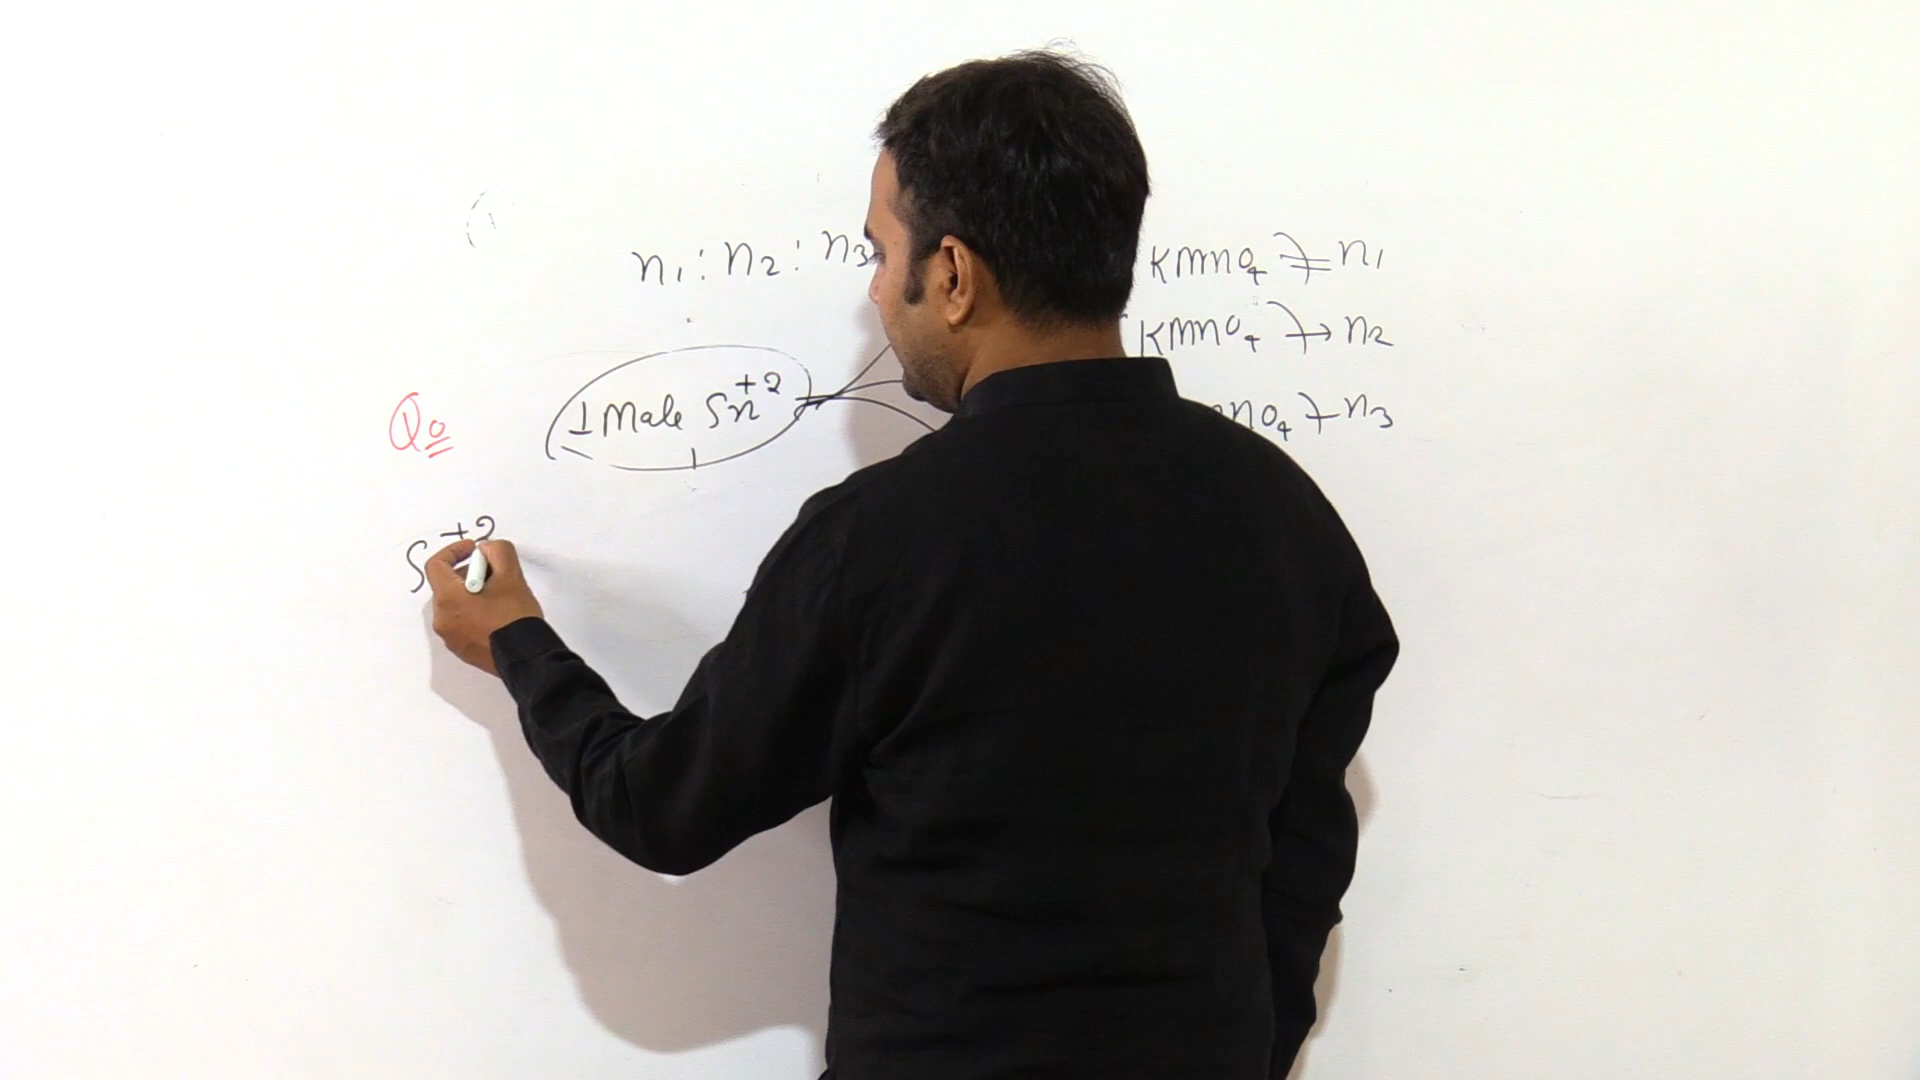 n1 : n2 : n3 KMnO4 → n1
KMnO4 → n2
Q. 1 Mole Sn+2 nO4 → n3
S +2